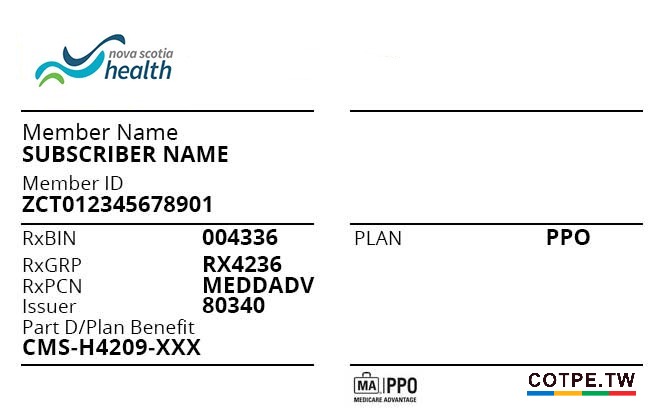 nova scotia
health
Member Name
SUBSCRIBER NAME
Member ID
ZCT012345678901
RxBIN 004336
PLAN PPO
RxGRP RX4236
RxPCN MEDDADV
Issuer 80340
Part D/Plan Benefit
CMS-H4209-XXX
MA PPO
MEDICARE ADVANTAGE
COTPE.TW